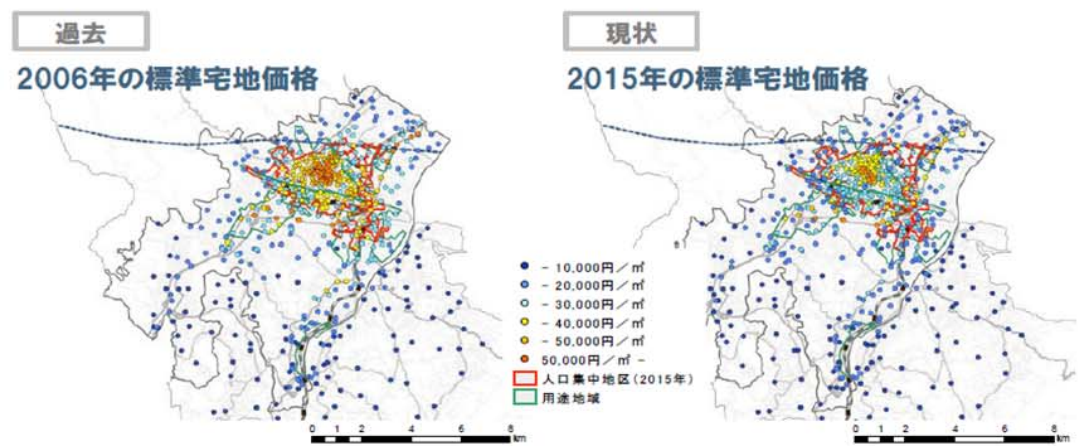 過去
2006年の標準宅地価格
現状
2015年の標準宅地価格
- 10,000円/㎡
- 20,000円/㎡
- 30,000円/㎡
- 40,000円/㎡
- 50,000円/㎡
50,000円/㎡ -
人口集中地区(2015年)
用途地域
0 1 2 4 6 8
km
0 1 2 4 6 8
km